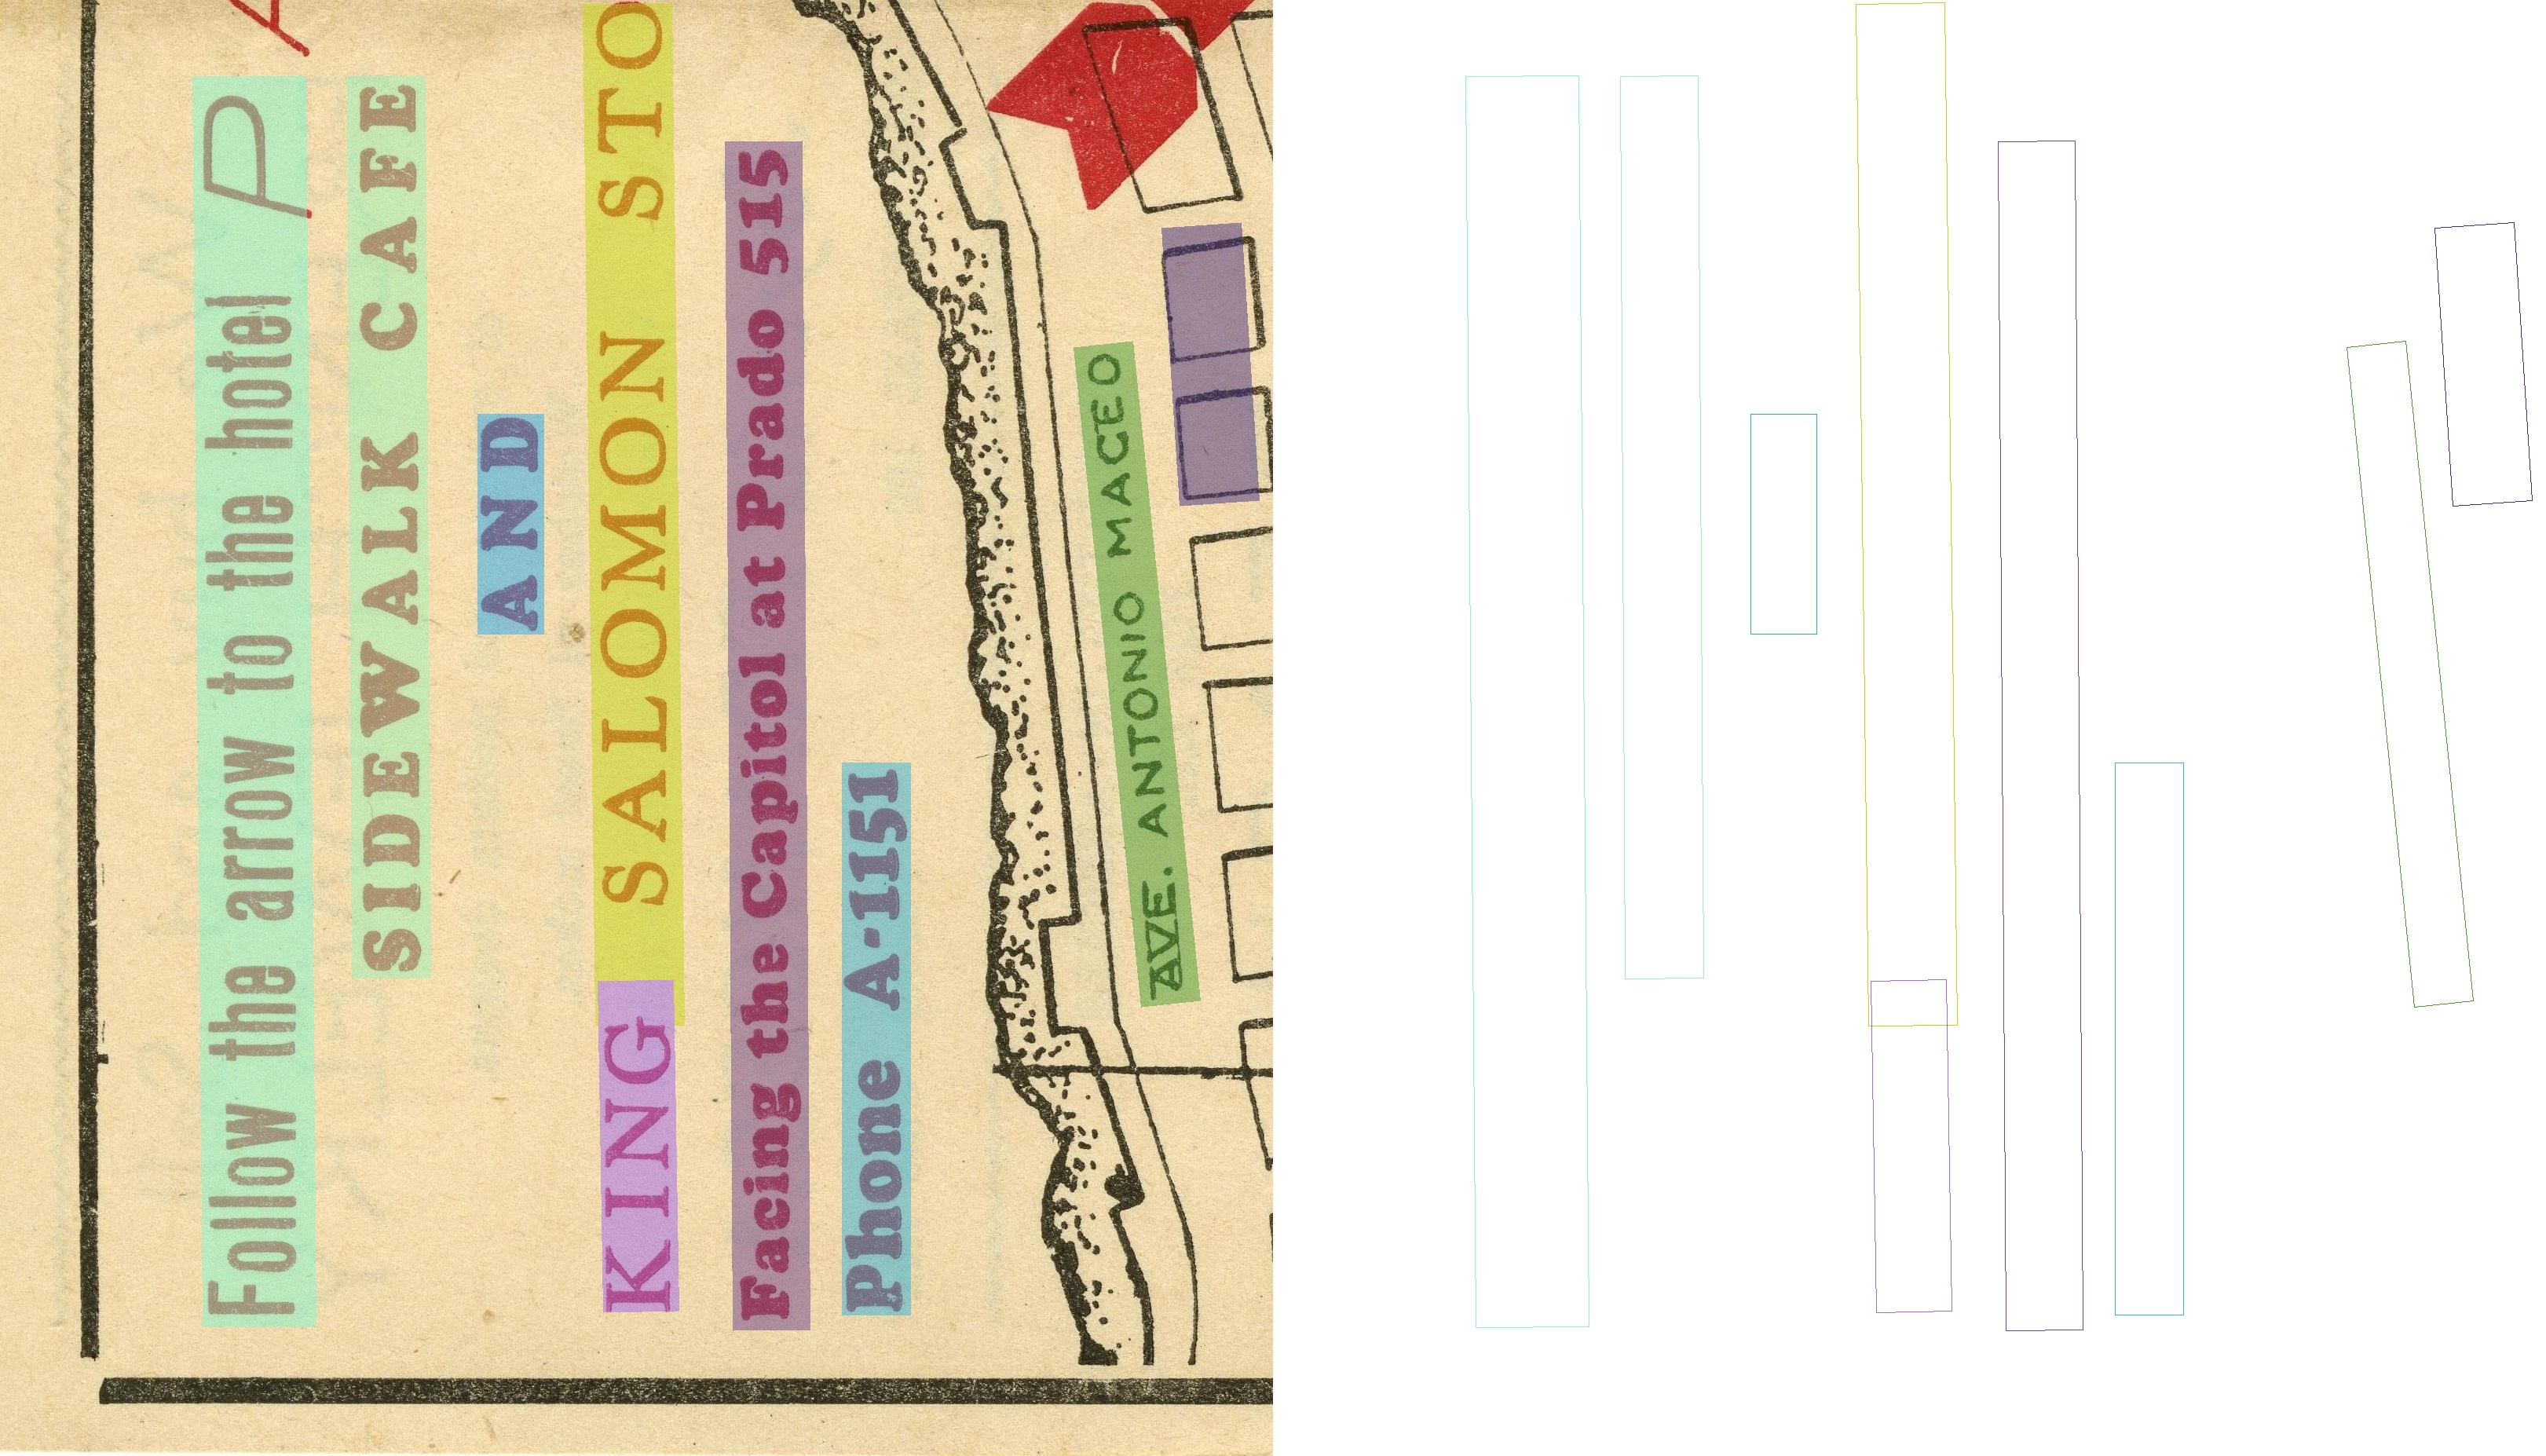 Follow the arrow to the hotel P
SIDEWALK CAFE
AND
KING SALOMON STO
Facing the Capitol at Prado 515
Phone A-1151
AVE. ANTONIO MACEO